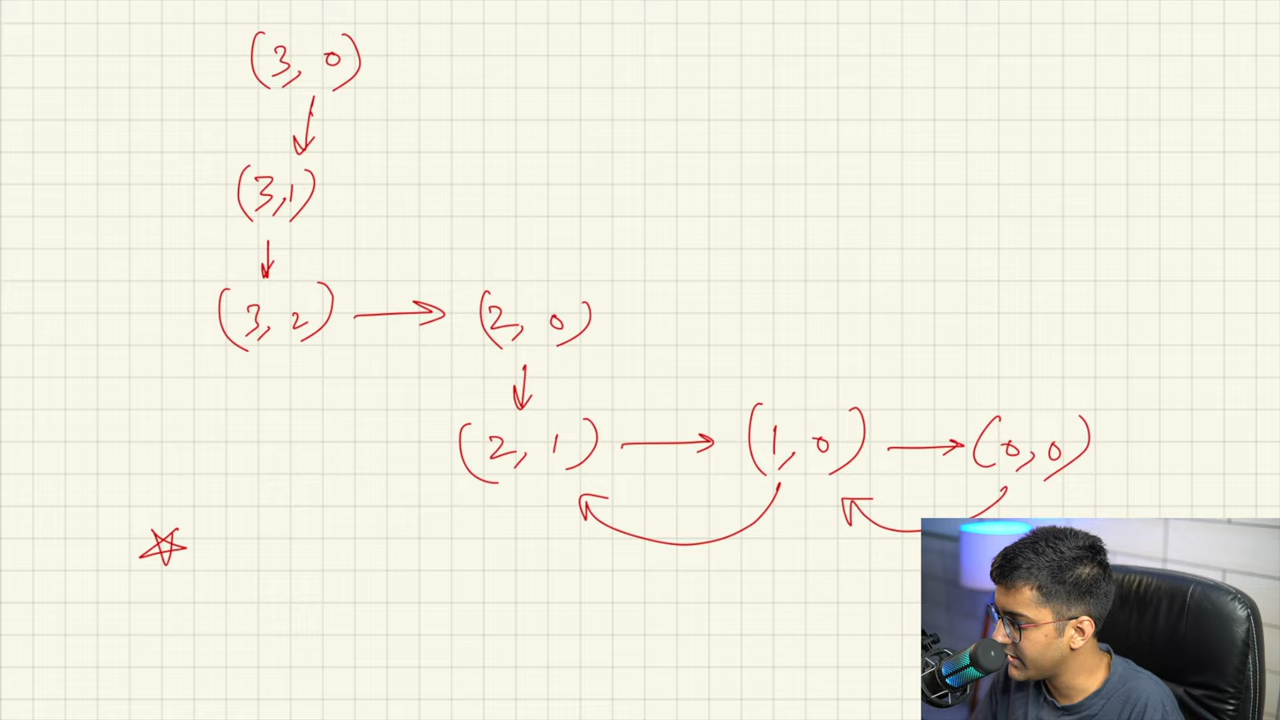 (3, 0)
(3,1)
(3, 2) (2, 0)
(2, 1) (1, 0) (0, 0)